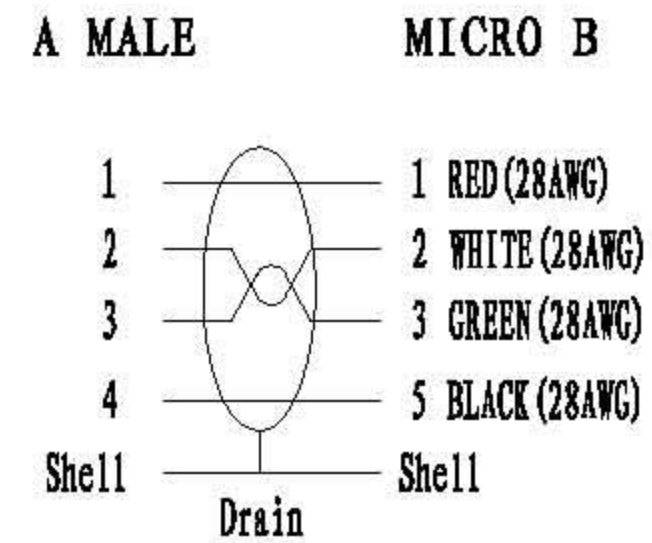 A MALE MICRO B
1 1 RED(28AWG)
2 2 WHITE(28AWG)
3 3 GREEN(28AWG)
4 5 BLACK(28AWG)
Shell Shell
Drain